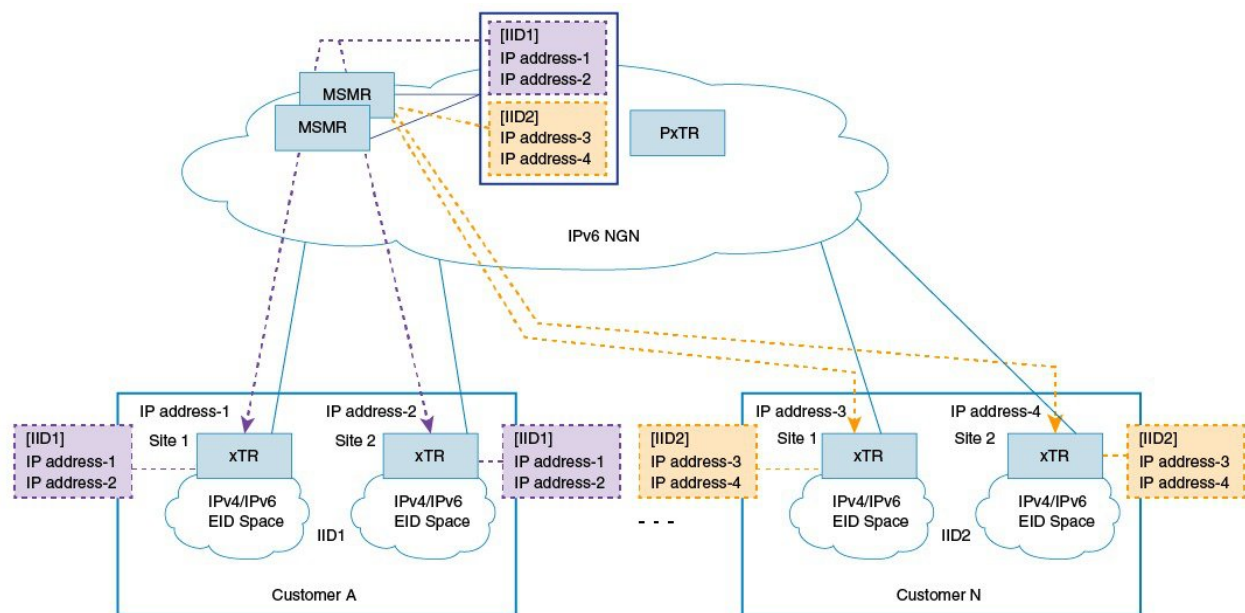 [IID1]
IP address-1
IP address-2
MSMR
MSMR
[IID2]
IP address-3
IP address-4
PxTR
IPv6 NGN
IP address-1
IP address-2
IP address-3
IP address-4
[IID1]
IP address-1
IP address-2
Site 1
xTR
Site 2
xTR
[IID1]
IP address-1
IP address-2
[IID2]
IP address-3
IP address-4
Site 1
xTR
Site 2
xTR
[IID2]
IP address-3
IP address-4
IPv4/IPv6
EID Space
IID1
IPv4/IPv6
EID Space
- - -
IPv4/IPv6
EID Space
IID2
IPv4/IPv6
EID Space
Customer A
Customer N